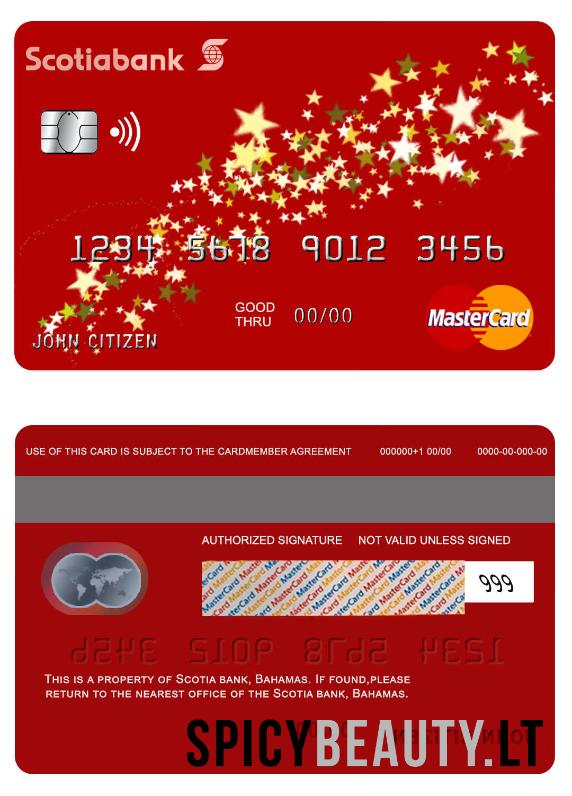 Scotiabank
1234 5678 9012 3456
GOOD
THRU 00/00
MasterCard
JOHN CITIZEN
USE OF THIS CARD IS SUBJECT TO THE CARDMEMBER AGREEMENT 000000+1 00/00 0000-00-000-00
AUTHORIZED SIGNATURE NOT VALID UNLESS SIGNED
MasterCard MasterCard MasterCard
999
THIS IS A PROPERTY OF SCOTIA BANK, BAHAMAS. IF FOUND,PLEASE
RETURN TO THE NEAREST OFFICE OF THE SCOTIA BANK, BAHAMAS.
SPICYBEAUTY.LT